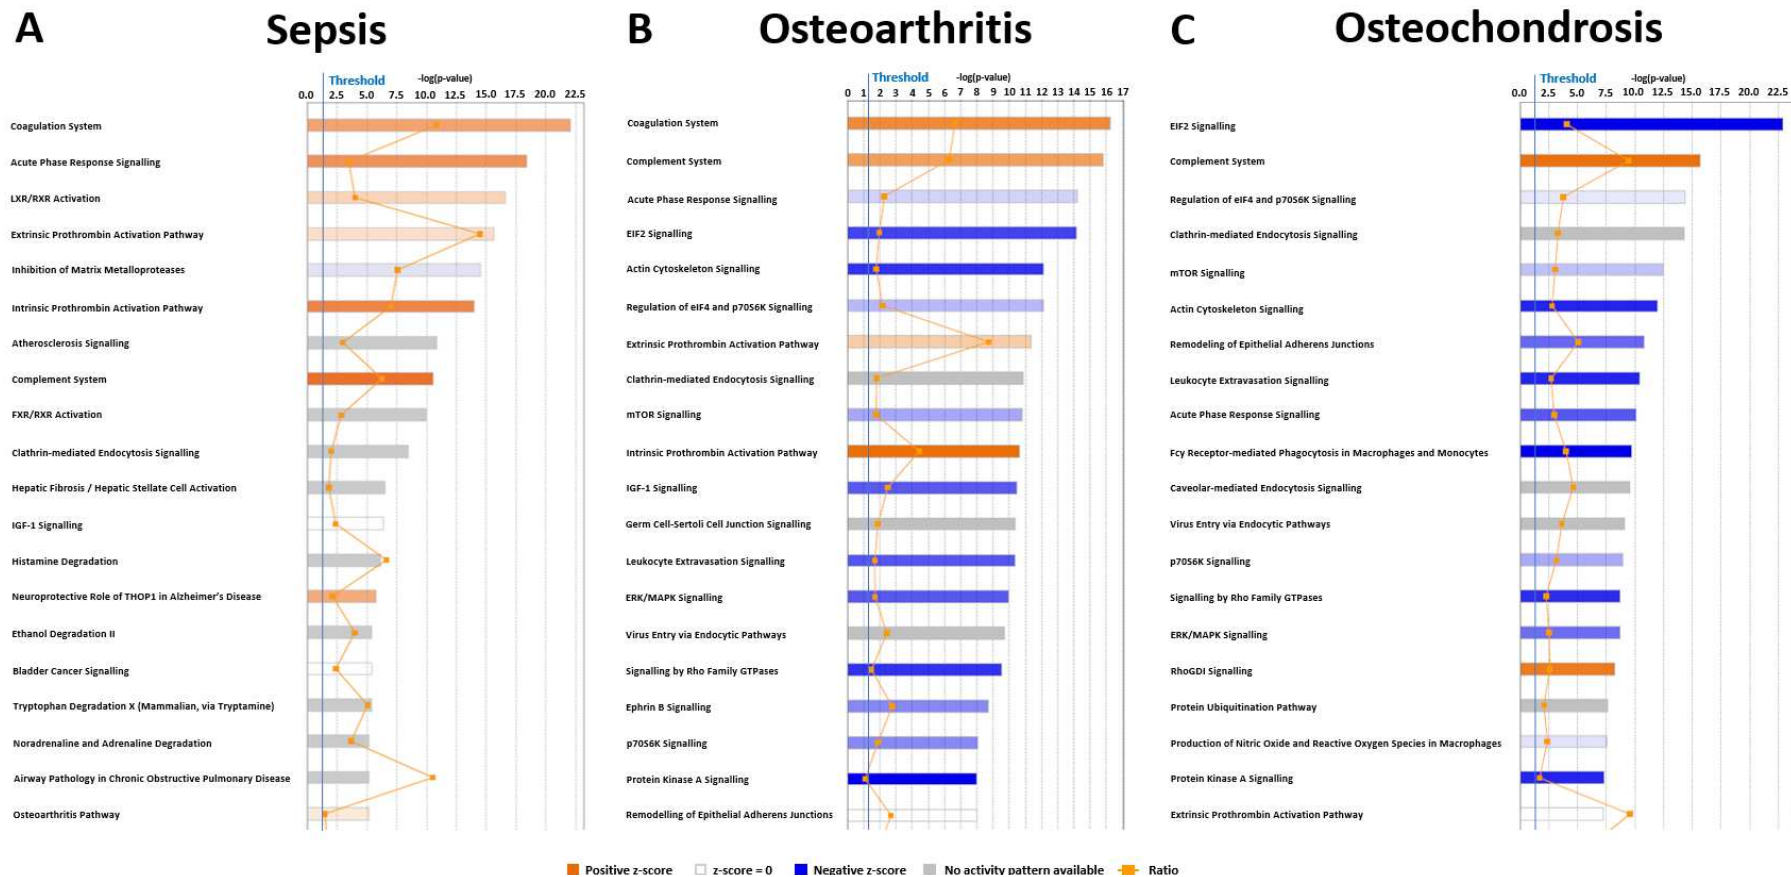 A Sepsis
Threshold -log(p-value)
0.0 2.5 5.0 7.5 10.0 12.5 15.0 17.5 20.0 22.5
Coagulation System
Acute Phase Response Signalling
LXR/RXR Activation
Extrinsic Prothrombin Activation Pathway
Inhibition of Matrix Metalloproteases
Intrinsic Prothrombin Activation Pathway
Atherosclerosis Signalling
Complement System
FXR/RXR Activation
Clathrin-mediated Endocytosis Signalling
Hepatic Fibrosis / Hepatic Stellate Cell Activation
IGF-1 Signalling
Histamine Degradation
Neuroprotective Role of THOP1 in Alzheimer's Disease
Ethanol Degradation II
Bladder Cancer Signalling
Tryptophan Degradation X (Mammalian, via Tryptamine)
Noradrenaline and Adrenaline Degradation
Airway Pathology in Chronic Obstructive Pulmonary Disease
Osteoarthritis Pathway
B Osteoarthritis
Threshold -log(p-value)
0 1 2 3 4 5 6 7 8 9 10 11 12 13 14 15 16 17
Coagulation System
Complement System
Acute Phase Response Signalling
EIF2 Signalling
Actin Cytoskeleton Signalling
Regulation of eIF4 and p70S6K Signalling
Extrinsic Prothrombin Activation Pathway
Clathrin-mediated Endocytosis Signalling
mTOR Signalling
Intrinsic Prothrombin Activation Pathway
IGF-1 Signalling
Germ Cell-Sertoli Cell Junction Signalling
Leukocyte Extravasation Signalling
ERK/MAPK Signalling
Virus Entry via Endocytic Pathways
Signalling by Rho Family GTPases
Ephrin B Signalling
p70S6K Signalling
Protein Kinase A Signalling
Remodelling of Epithelial Adherens Junctions
C Osteochondrosis
Threshold -log(p-value)
0.0 2.5 5.0 7.5 10.0 12.5 15.0 17.5 20.0 22.5
EIF2 Signalling
Complement System
Regulation of eIF4 and p70S6K Signalling
Clathrin-mediated Endocytosis Signalling
mTOR Signalling
Actin Cytoskeleton Signalling
Remodeling of Epithelial Adherens Junctions
Leukocyte Extravasation Signalling
Acute Phase Response Signalling
Fcy Receptor-mediated Phagocytosis in Macrophages and Monocytes
Caveolar-mediated Endocytosis Signalling
Virus Entry via Endocytic Pathways
p70S6K Signalling
Signalling by Rho Family GTPases
ERK/MAPK Signalling
RhoGDI Signalling
Protein Ubiquitination Pathway
Production of Nitric Oxide and Reactive Oxygen Species in Macrophages
Protein Kinase A Signalling
Extrinsic Prothrombin Activation Pathway
Positive z-score z-score = 0 Negative z-score No activity pattern available Ratio